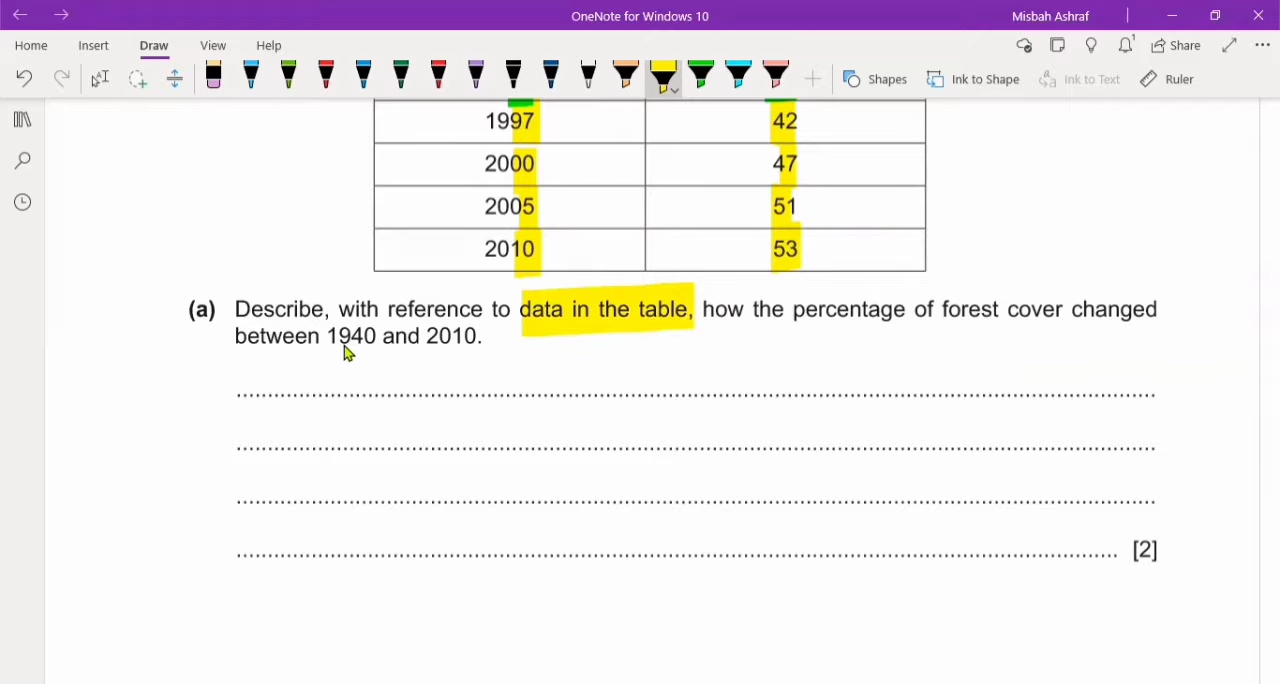 OneNote for Windows 10
Misbah Ashraf
Home Insert Draw View Help
Share
Shapes
Ink to Shape
Ink to Text
Ruler
1997 42
2000 47
2005 51
2010 53
(a) Describe, with reference to data in the table, how the percentage of forest cover changed
between 1940 and 2010.
..........................................................................................................................................
..........................................................................................................................................
..........................................................................................................................................
.................................................................................................................................... [2]